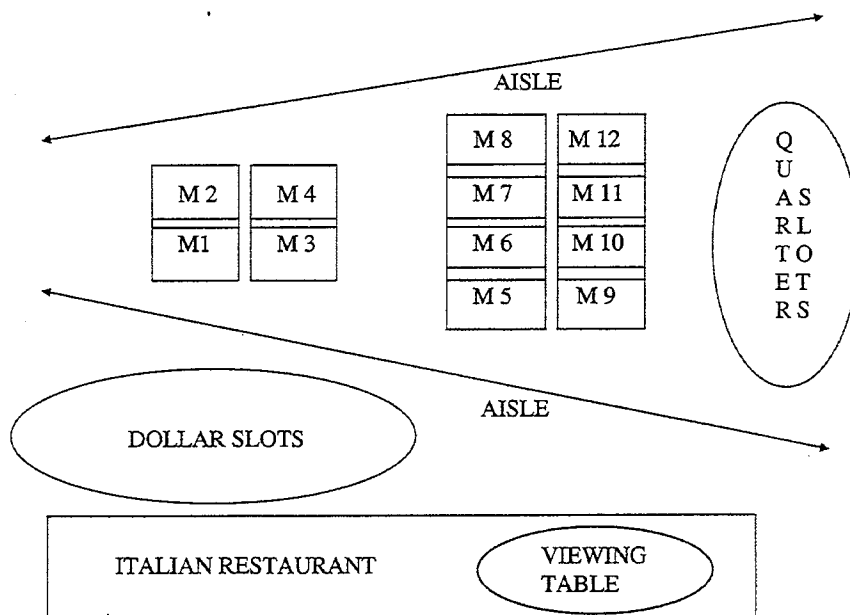 AISLE
M 8 M 12
M 2 M 4 M 7 M 11
M1 M 3 M 6 M 10
M 5 M 9
QUARTERS
SLOTS
AISLE
DOLLAR SLOTS
ITALIAN RESTAURANT
VIEWING
TABLE